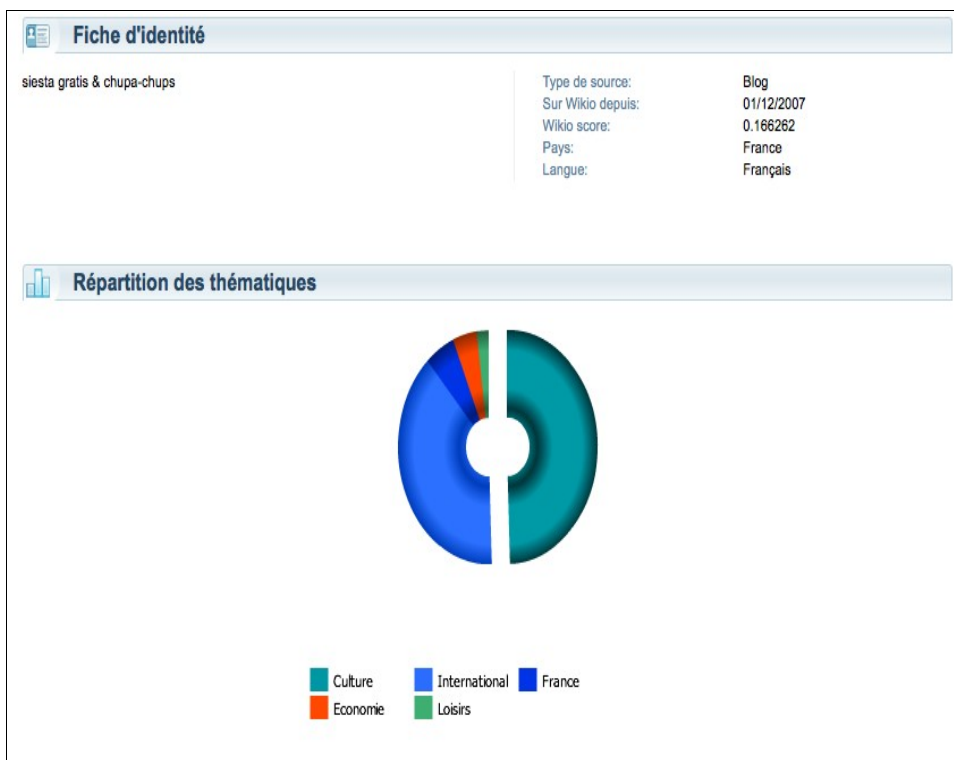 Fiche d'identité
siesta gratis & chupa-chups
Type de source: Blog
Sur Wikio depuis: 01/12/2007
Wikio score: 0.166262
Pays: France
Langue: Français
Répartition des thématiques
Culture International France
Economie Loisirs